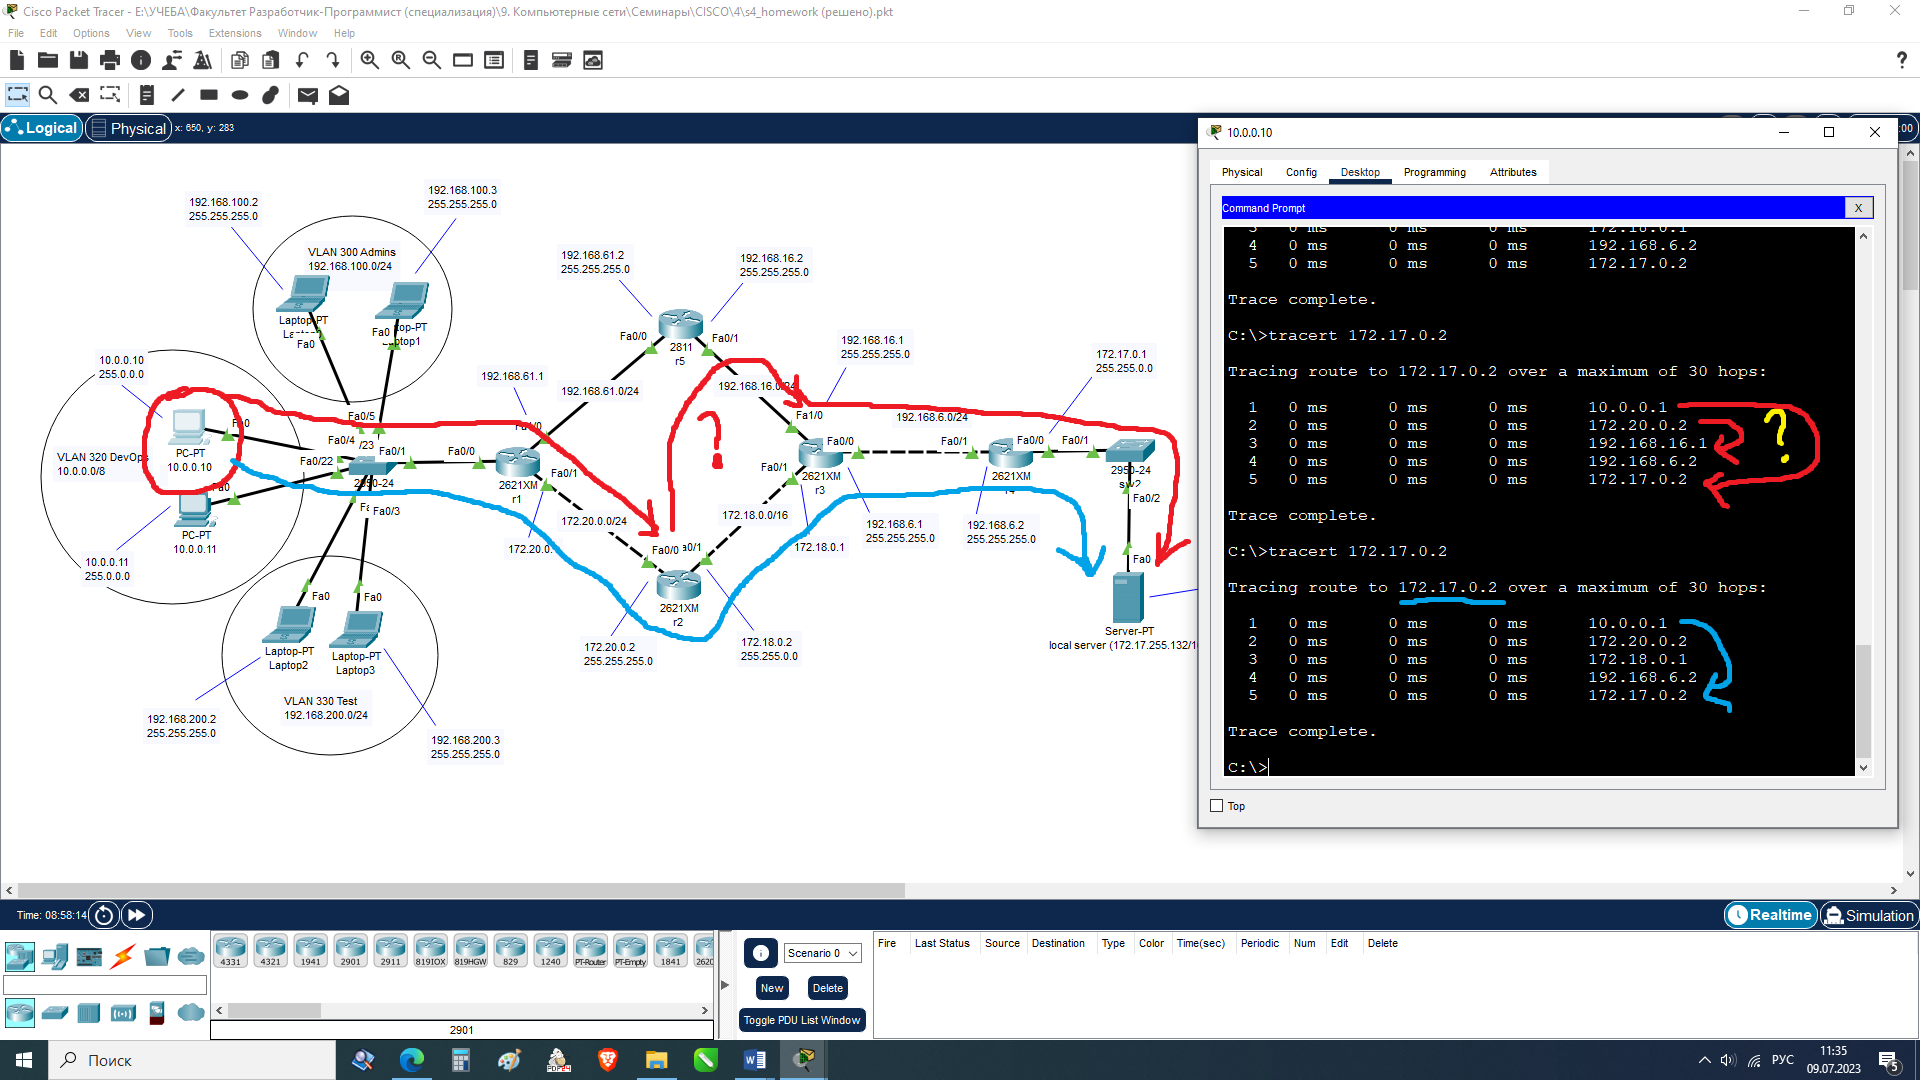 Cisco Packet Tracer - E:\УЧЕБА\Факультет Разработчик-Программист (специализация)\9. Компьютерные сети\Семинары\CISCO\4\s4_homework (решено).pkt
File Edit Options View Tools Extensions Window Help
Logical Physical x: 650, y: 283
192.168.100.2
255.255.255.0
192.168.100.3
255.255.255.0
VLAN 300 Admins
192.168.100.0/24
Laptop-PT
Fa0
Fa0
10.0.0.10
255.0.0.0
VLAN 320 DevOps
10.0.0.0/8
PC-PT
10.0.0.10
PC-PT
10.0.0.11
10.0.0.11
255.0.0.0
Fa0/5
Fa0/4
Fa0/22
Fa0/1
Fa0/3
2950-24
Fa0
Fa0
Laptop-PT
Laptop2
Laptop-PT
Laptop3
VLAN 330 Test
192.168.200.0/24
192.168.200.2
255.255.255.0
192.168.200.3
255.255.255.0
192.168.61.1
Fa0/0
Fa0/1
2621XM
r1
192.168.61.2
255.255.255.0
192.168.16.2
255.255.255.0
Fa0/0
Fa0/1
2811
r5
192.168.61.0/24
192.168.16.0/24
192.168.16.1
255.255.255.0
172.20.0.0/24
172.18.0.0/16
Fa0/0
2621XM
r2
172.20.0.2
255.255.255.0
172.18.0.2
255.255.0.0
172.18.0.1
Fa1/0
Fa0/0
Fa0/1
2621XM
r3
192.168.6.0/24
192.168.6.1
255.255.255.0
192.168.6.2
255.255.255.0
Fa0/1
Fa0/0
2621XM
172.17.0.1
255.255.0.0
Fa0/1
2950-24
Fa0/2
Fa0
Server-PT
local server (172.17.255.132/1
10.0.0.10
Physical Config Desktop Programming Attributes
Command Prompt X
3 0 ms 0 ms 0 ms 172.18.0.1
4 0 ms 0 ms 0 ms 192.168.6.2
5 0 ms 0 ms 0 ms 172.17.0.2
Trace complete.
C:\>tracert 172.17.0.2
Tracing route to 172.17.0.2 over a maximum of 30 hops:
1 0 ms 0 ms 0 ms 10.0.0.1
2 0 ms 0 ms 0 ms 172.20.0.2
3 0 ms 0 ms 0 ms 192.168.16.1
4 0 ms 0 ms 0 ms 192.168.6.2
5 0 ms 0 ms 0 ms 172.17.0.2
Trace complete.
C:\>tracert 172.17.0.2
Tracing route to 172.17.0.2 over a maximum of 30 hops:
1 0 ms 0 ms 0 ms 10.0.0.1
2 0 ms 0 ms 0 ms 172.20.0.2
3 0 ms 0 ms 0 ms 172.18.0.1
4 0 ms 0 ms 0 ms 192.168.6.2
5 0 ms 0 ms 0 ms 172.17.0.2
Trace complete.
C:\>
Top
?
?
Time: 08:58:14
Realtime Simulation
4331 4321 1941 2901 2911 819IOX 819HGW 829 1240 PT-Router PT-Empty 1841
2901
Scenario 0
New Delete
Toggle PDU List Window
Fire Last Status Source Destination Type Color Time(sec) Periodic Num Edit Delete
Поиск
РУС
11:35
09.07.2023
5